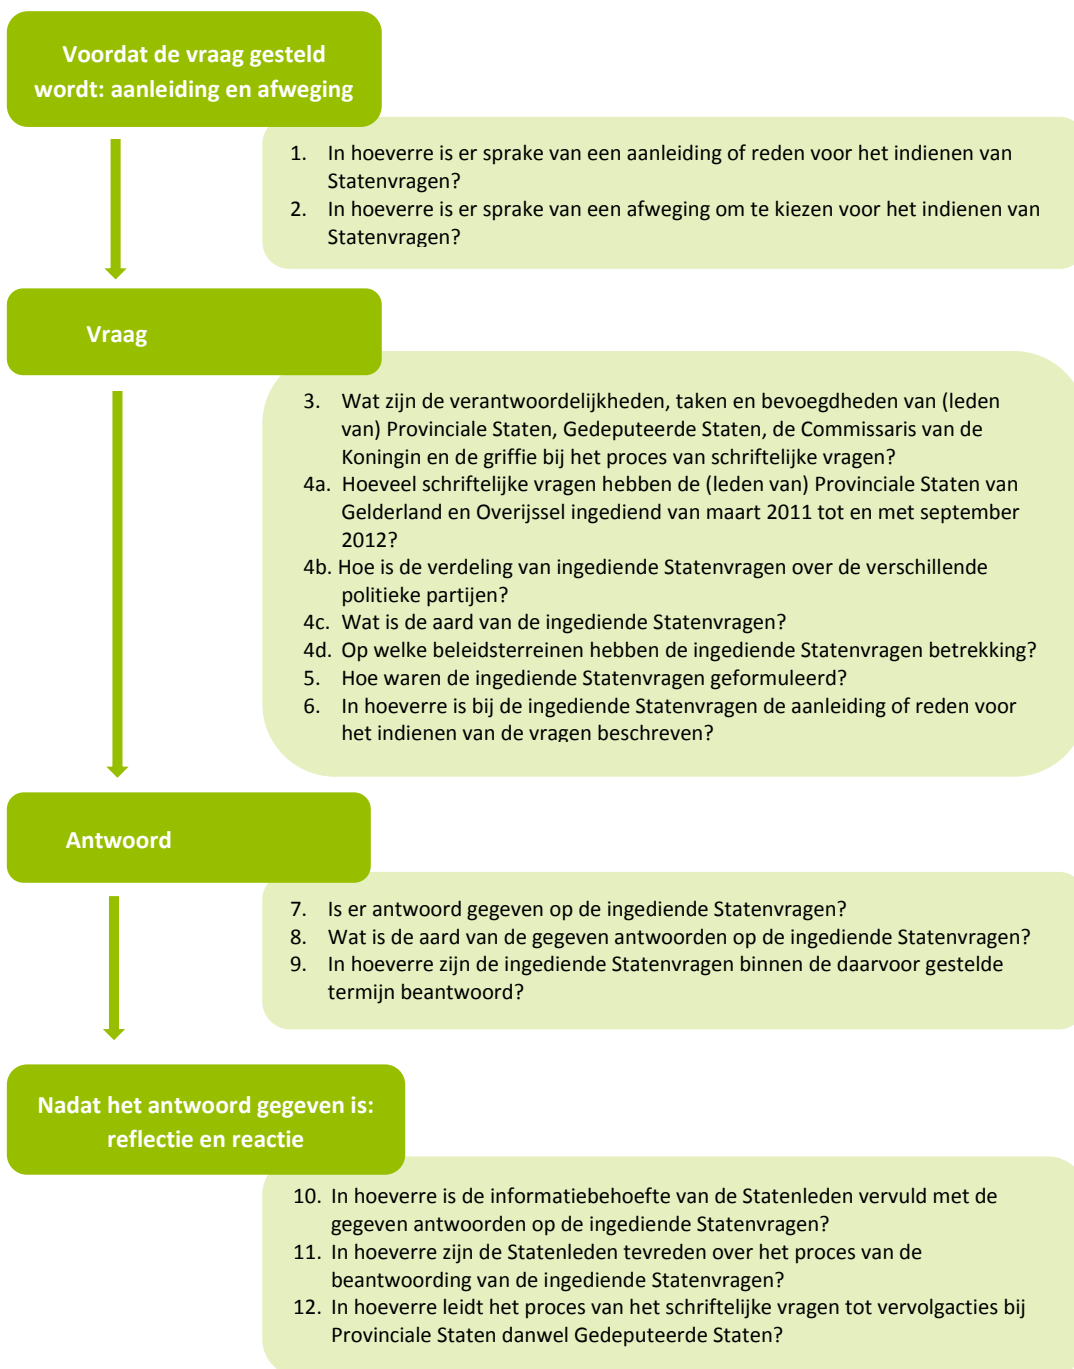 Voordat de vraag gesteld
wordt: aanleiding en afweging
1. In hoeverre is er sprake van een aanleiding of reden voor het indienen van
Statenvragen?
2. In hoeverre is er sprake van een afweging om te kiezen voor het indienen van
Statenvragen?
Vraag
3. Wat zijn de verantwoordelijkheden, taken en bevoegdheden van (leden
van) Provinciale Staten, Gedeputeerde Staten, de Commissaris van de
Koningin en de griffie bij het proces van schriftelijke vragen?
4a. Hoeveel schriftelijke vragen hebben de (leden van) Provinciale Staten van
Gelderland en Overijssel ingediend van maart 2011 tot en met september
2012?
4b. Hoe is de verdeling van ingediende Statenvragen over de verschillende
politieke partijen?
4c. Wat is de aard van de ingediende Statenvragen?
4d. Op welke beleidsterreinen hebben de ingediende Statenvragen betrekking?
5. Hoe waren de ingediende Statenvragen geformuleerd?
6. In hoeverre is bij de ingediende Statenvragen de aanleiding of reden voor
het indienen van de vragen beschreven?
Antwoord
7. Is er antwoord gegeven op de ingediende Statenvragen?
8. Wat is de aard van de gegeven antwoorden op de ingediende Statenvragen?
9. In hoeverre zijn de ingediende Statenvragen binnen de daarvoor gestelde
termijn beantwoord?
Nadat het antwoord gegeven is:
reflectie en reactie
10. In hoeverre is de informatiebehoefte van de Statenleden vervuld met de
gegeven antwoorden op de ingediende Statenvragen?
11. In hoeverre zijn de Statenleden tevreden over het proces van de
beantwoording van de ingediende Statenvragen?
12. In hoeverre leidt het proces van het schriftelijke vragen tot vervolgacties bij
Provinciale Staten danwel Gedeputeerde Staten?